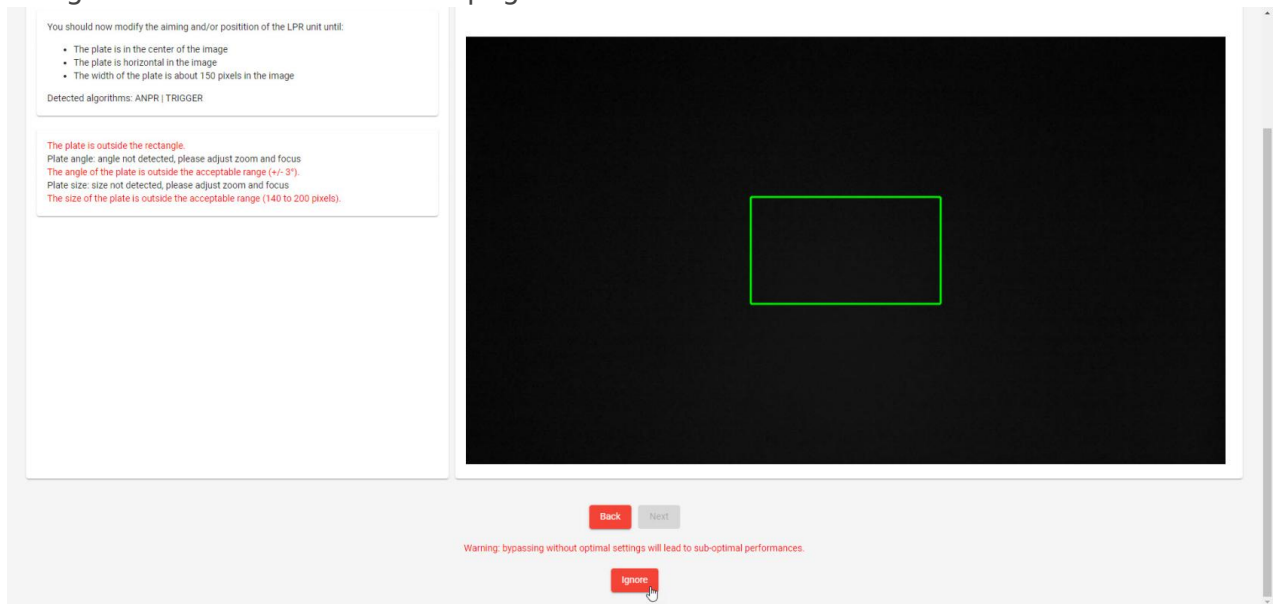 You should now modify the aiming and/or positition of the LPR unit until:
• The plate is in the center of the image
• The plate is horizontal in the image
• The width of the plate is about 150 pixels in the image
Detected algorithms: ANPR | TRIGGER
The plate is outside the rectangle.
Plate angle: angle not detected, please adjust zoom and focus
The angle of the plate is outside the acceptable range (+/- 3°).
Plate size: size not detected, please adjust zoom and focus
The size of the plate is outside the acceptable range (140 to 200 pixels).
Back Next
Warning: bypassing without optimal settings will lead to sub-optimal performances.
Ignore